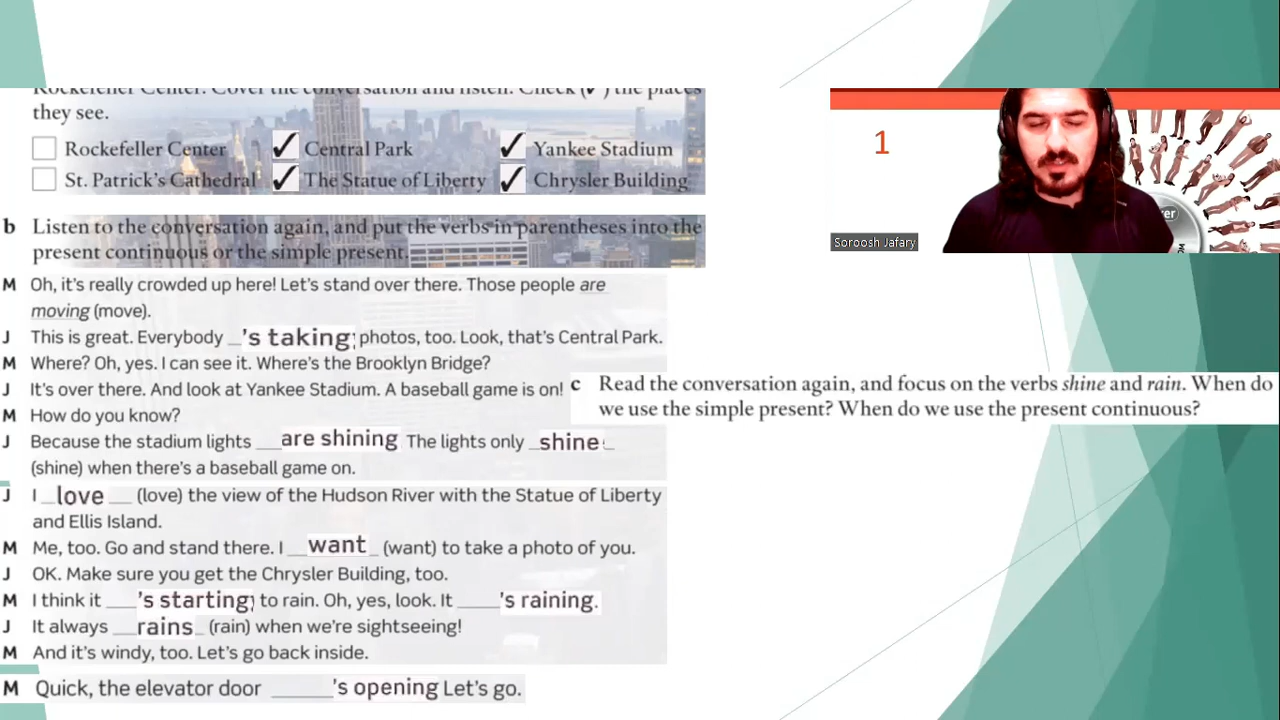 Rockefeller Center. Cover the conversation and listen. Check (✓) the places
they see.
Rockefeller Center ✓ Central Park ✓ Yankee Stadium
St. Patrick's Cathedral ✓ The Statue of Liberty ✓ Chrysler Building
b Listen to the conversation again, and put the verbs in parentheses into the
present continuous or the simple present.
M Oh, it's really crowded up here! Let's stand over there. Those people are
moving (move).
J This is great. Everybody _'s taking photos, too. Look, that's Central Park.
M Where? Oh, yes. I can see it. Where's the Brooklyn Bridge?
J It's over there. And look at Yankee Stadium. A baseball game is on!
M How do you know?
J Because the stadium lights __ are shining The lights only _shine_
(shine) when there's a baseball game on.
J I _love__ (love) the view of the Hudson River with the Statue of Liberty
and Ellis Island.
M Me, too. Go and stand there. I __want_ (want) to take a photo of you.
J OK. Make sure you get the Chrysler Building, too.
M I think it ___'s starting to rain. Oh, yes, look. It ____'s raining.
J It always __rains_ (rain) when we're sightseeing!
M And it's windy, too. Let's go back inside.
M Quick, the elevator door _____'s opening Let's go.
c Read the conversation again, and focus on the verbs shine and rain. When do
we use the simple present? When do we use the present continuous?
1
Soroosh Jafary